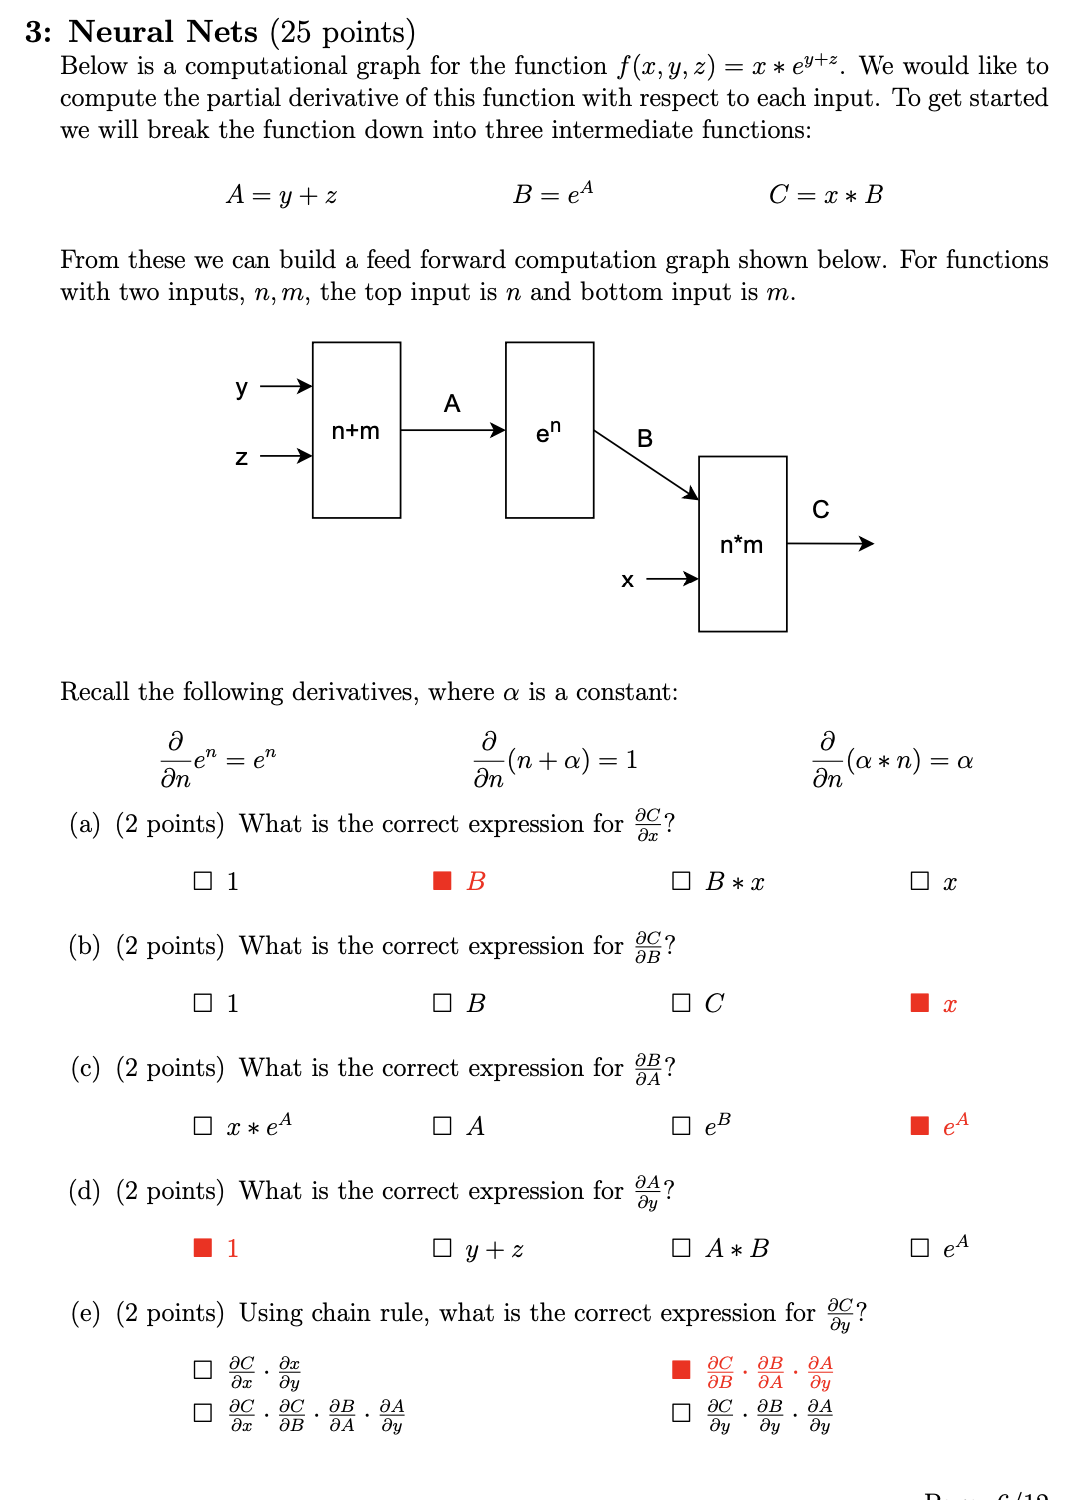 3: Neural Nets (25 points)
Below is a computational graph for the function f(x, y, z) = x ∗ e^{y+z}. We would like to
compute the partial derivative of this function with respect to each input. To get started
we will break the function down into three intermediate functions:
A = y + z    B = e^A    C = x ∗ B
From these we can build a feed forward computation graph shown below. For functions
with two inputs, n, m, the top input is n and bottom input is m.
y
z
n+m
A
e^n
B
x
n*m
C
Recall the following derivatives, where α is a constant:
∂/∂n e^n = e^n    ∂/∂n (n + α) = 1    ∂/∂n (α ∗ n) = α
(a) (2 points) What is the correct expression for ∂C/∂x?
□ 1    ■ B    □ B ∗ x    □ x
(b) (2 points) What is the correct expression for ∂C/∂B?
□ 1    □ B    □ C    ■ x
(c) (2 points) What is the correct expression for ∂B/∂A?
□ x ∗ e^A    □ A    □ e^B    ■ e^A
(d) (2 points) What is the correct expression for ∂A/∂y?
■ 1    □ y + z    □ A ∗ B    □ e^A
(e) (2 points) Using chain rule, what is the correct expression for ∂C/∂y?
□ ∂C/∂x · ∂x/∂y    ■ ∂C/∂B · ∂B/∂A · ∂A/∂y
□ ∂C/∂x · ∂C/∂B · ∂B/∂A · ∂A/∂y    □ ∂C/∂y · ∂B/∂y · ∂A/∂y